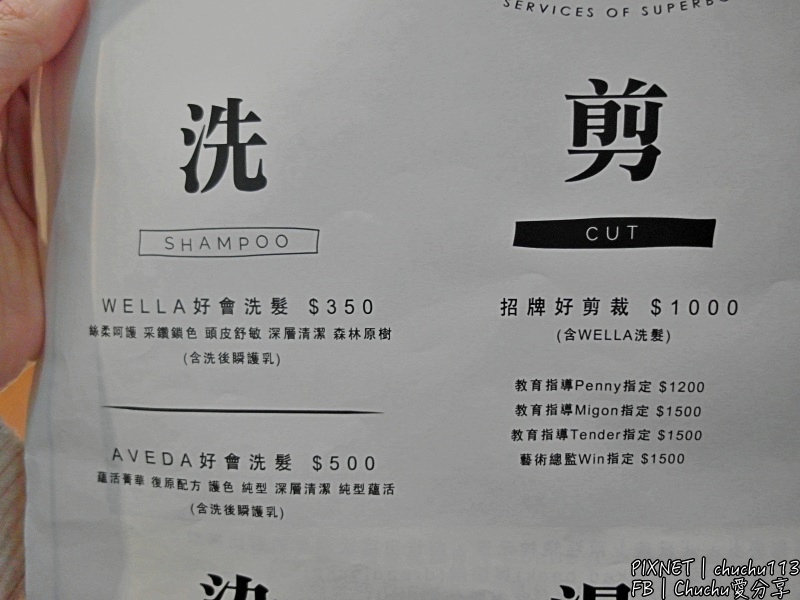 SERVICES OF SUPERBO
洗
SHAMPOO
WELLA好會洗髮 $350
絲柔呵護 采鑽鎖色 頭皮舒敏 深層清潔 森林原樹
(含洗後瞬護乳)
AVEDA好會洗髮 $500
蘊活菁華 復原配方 護色 純型 深層清潔 純型蘊活
(含洗後瞬護乳)
剪
CUT
招牌好剪裁 $1000
(含WELLA洗髮)
教育指導Penny指定 $1200
教育指導Migon指定 $1500
教育指導Tender指定 $1500
藝術總監Win指定 $1500
染
PIXNET | chuchu113
FB | Chuchu愛分享